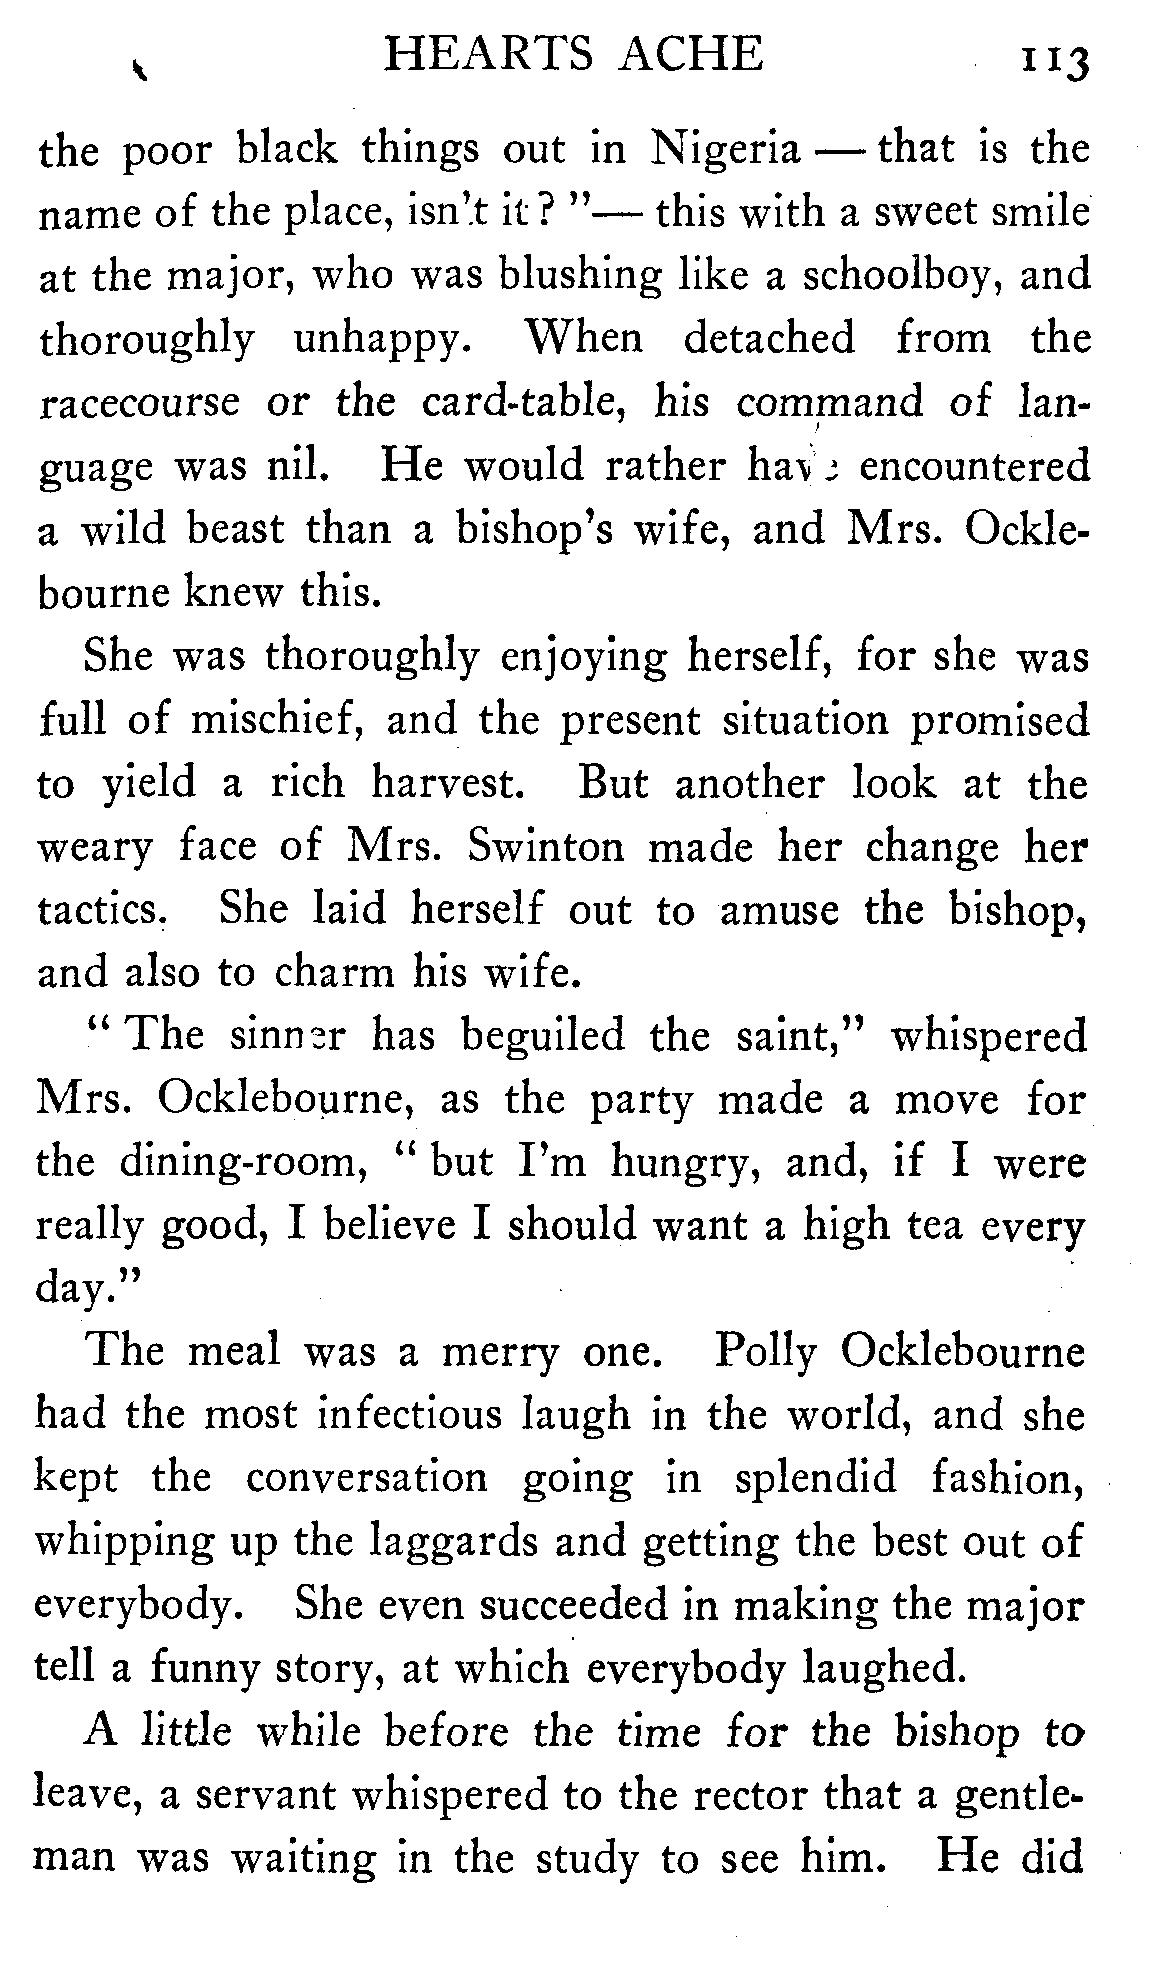 HEARTS ACHE 113
the poor black things out in Nigeria — that is the
name of the place, isn't it? "— this with a sweet smile
at the major, who was blushing like a schoolboy, and
thoroughly unhappy. When detached from the
racecourse or the card-table, his command of lan-
guage was nil. He would rather have encountered
a wild beast than a bishop's wife, and Mrs. Ockle-
bourne knew this.
She was thoroughly enjoying herself, for she was
full of mischief, and the present situation promised
to yield a rich harvest. But another look at the
weary face of Mrs. Swinton made her change her
tactics. She laid herself out to amuse the bishop,
and also to charm his wife.
" The sinner has beguiled the saint," whispered
Mrs. Ocklebourne, as the party made a move for
the dining-room, " but I'm hungry, and, if I were
really good, I believe I should want a high tea every
day."
The meal was a merry one. Polly Ocklebourne
had the most infectious laugh in the world, and she
kept the conversation going in splendid fashion,
whipping up the laggards and getting the best out of
everybody. She even succeeded in making the major
tell a funny story, at which everybody laughed.
A little while before the time for the bishop to
leave, a servant whispered to the rector that a gentle-
man was waiting in the study to see him. He did